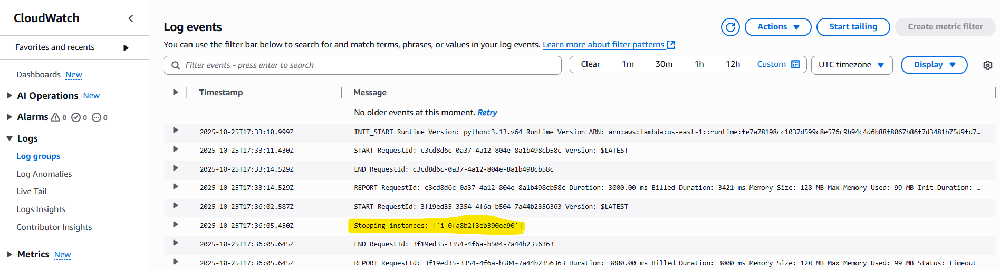 CloudWatch
Favorites and recents
Dashboards New
AI Operations New
Alarms 0 0 0
Logs
Log groups
Log Anomalies
Live Tail
Logs Insights
Contributor Insights
Metrics New
Log events
Actions Start tailing Create metric filter
You can use the filter bar below to search for and match terms, phrases, or values in your log events. Learn more about filter patterns
Filter events - press enter to search
Clear 1m 30m 1h 12h Custom UTC timezone Display
Timestamp Message
No older events at this moment. Retry
2025-10-25T17:33:10.999Z INIT_START Runtime Version: python:3.13.v64 Runtime Version ARN: arn:aws:lambda:us-east-1::runtime:fe7a78198cc1037d599c8e576c9b94c4d6b88f8067b86f7d3481b75d9fd7…
2025-10-25T17:33:11.430Z START RequestId: c3cd8d6c-0a37-4a12-804e-8a1b498cb58c Version: $LATEST
2025-10-25T17:33:14.529Z END RequestId: c3cd8d6c-0a37-4a12-804e-8a1b498cb58c
2025-10-25T17:33:14.529Z REPORT RequestId: c3cd8d6c-0a37-4a12-804e-8a1b498cb58c Duration: 3000.00 ms Billed Duration: 3421 ms Memory Size: 128 MB Max Memory Used: 99 MB Init Duration: …
2025-10-25T17:36:02.587Z START RequestId: 3f19ed35-3354-4f6a-b504-7a44b2356363 Version: $LATEST
2025-10-25T17:36:05.450Z Stopping instances: ['i-0fa8b2f3eb390ea90']
2025-10-25T17:36:05.645Z END RequestId: 3f19ed35-3354-4f6a-b504-7a44b2356363
2025-10-25T17:36:05.645Z REPORT RequestId: 3f19ed35-3354-4f6a-b504-7a44b2356363 Duration: 3000.00 ms Billed Duration: 3000 ms Memory Size: 128 MB Max Memory Used: 99 MB Status: timeout